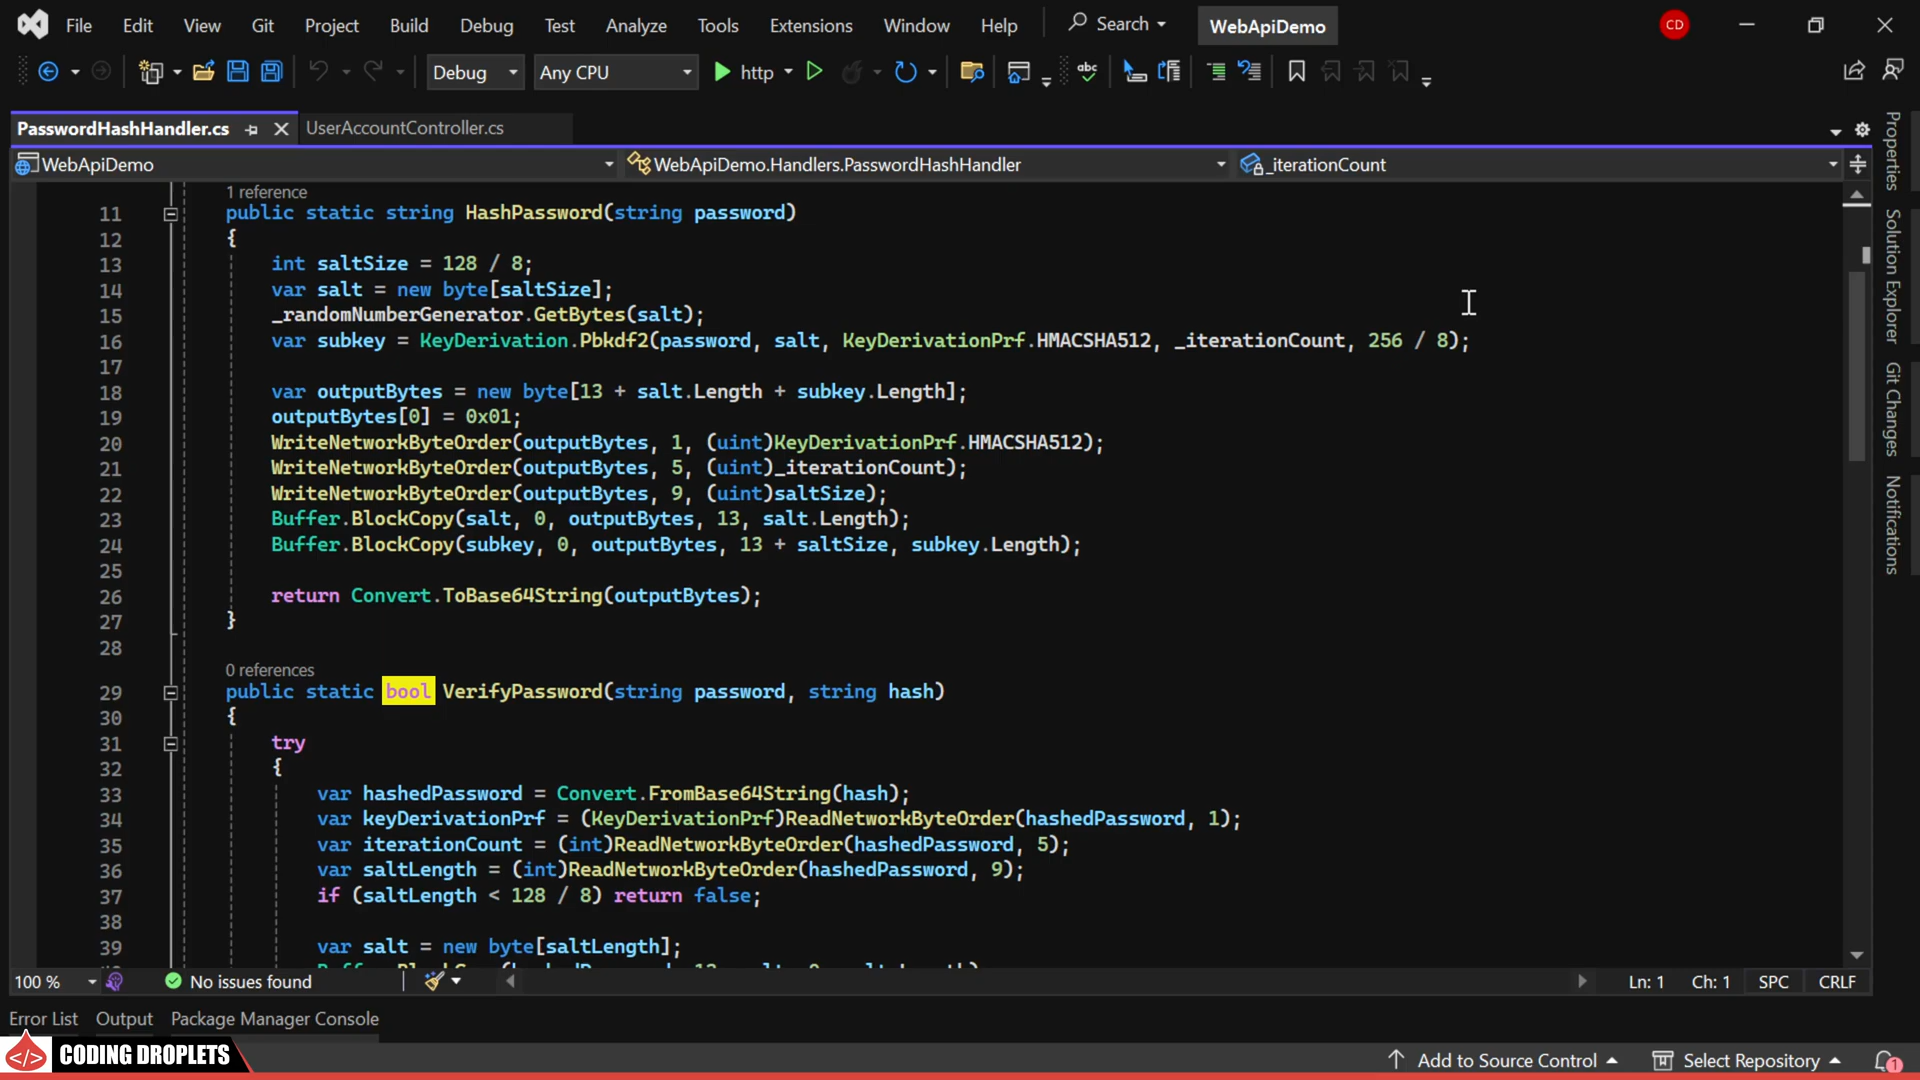 File Edit View Git Project Build Debug Test Analyze Tools Extensions Window Help Search WebApiDemo CD
Debug Any CPU http abc
PasswordHashHandler.cs UserAccountController.cs
WebApiDemo WebApiDemo.Handlers.PasswordHashHandler _iterationCount
1 reference
11 public static string HashPassword(string password)
12 {
13 int saltSize = 128 / 8;
14 var salt = new byte[saltSize];
15 _randomNumberGenerator.GetBytes(salt);
16 var subkey = KeyDerivation.Pbkdf2(password, salt, KeyDerivationPrf.HMACSHA512, _iterationCount, 256 / 8);
17
18 var outputBytes = new byte[13 + salt.Length + subkey.Length];
19 outputBytes[0] = 0x01;
20 WriteNetworkByteOrder(outputBytes, 1, (uint)KeyDerivationPrf.HMACSHA512);
21 WriteNetworkByteOrder(outputBytes, 5, (uint)_iterationCount);
22 WriteNetworkByteOrder(outputBytes, 9, (uint)saltSize);
23 Buffer.BlockCopy(salt, 0, outputBytes, 13, salt.Length);
24 Buffer.BlockCopy(subkey, 0, outputBytes, 13 + saltSize, subkey.Length);
25
26 return Convert.ToBase64String(outputBytes);
27 }
28
0 references
29 public static bool VerifyPassword(string password, string hash)
30 {
31 try
32 {
33 var hashedPassword = Convert.FromBase64String(hash);
34 var keyDerivationPrf = (KeyDerivationPrf)ReadNetworkByteOrder(hashedPassword, 1);
35 var iterationCount = (int)ReadNetworkByteOrder(hashedPassword, 5);
36 var saltLength = (int)ReadNetworkByteOrder(hashedPassword, 9);
37 if (saltLength < 128 / 8) return false;
38
39 var salt = new byte[saltLength];
Properties
Solution Explorer
Git Changes
Notifications
100 % No issues found Ln: 1 Ch: 1 SPC CRLF
Error List Output Package Manager Console
</> CODING DROPLETS
Add to Source Control Select Repository 1